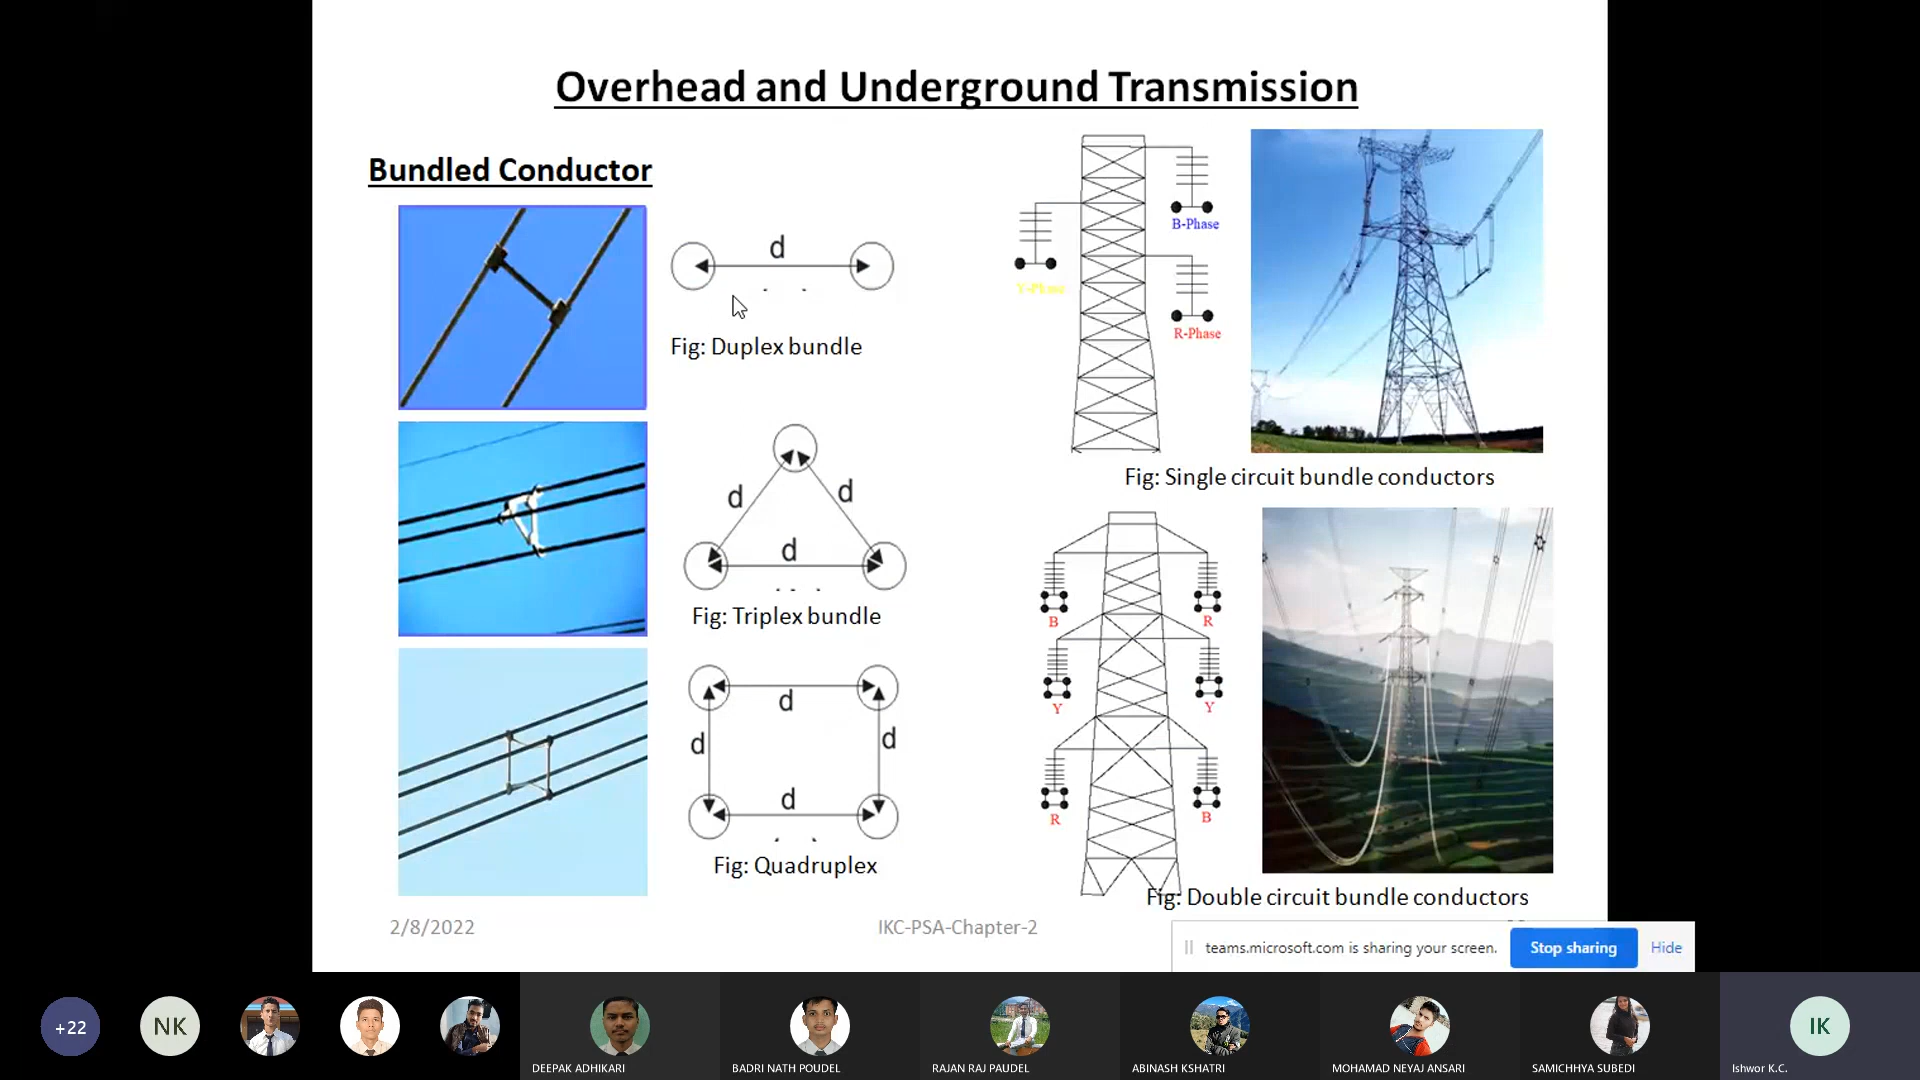 Overhead and Underground Transmission
Bundled Conductor
d
Fig: Duplex bundle
d
d
d
Fig: Triplex bundle
d
d
d
d
Fig: Quadruplex
B-Phase
Y-Phase
R-Phase
Fig: Single circuit bundle conductors
B
R
Y
Y
R
B
Fig: Double circuit bundle conductors
2/8/2022
IKC-PSA-Chapter-2
teams.microsoft.com is sharing your screen.
Stop sharing
Hide
+22
NK
DEEPAK ADHIKARI
BADRI NATH POUDEL
RAJAN RAJ PAUDEL
ABINASH KSHATRI
MOHAMAD NEYAJ ANSARI
SAMICHHYA SUBEDI
IK
Ishwor K.C.